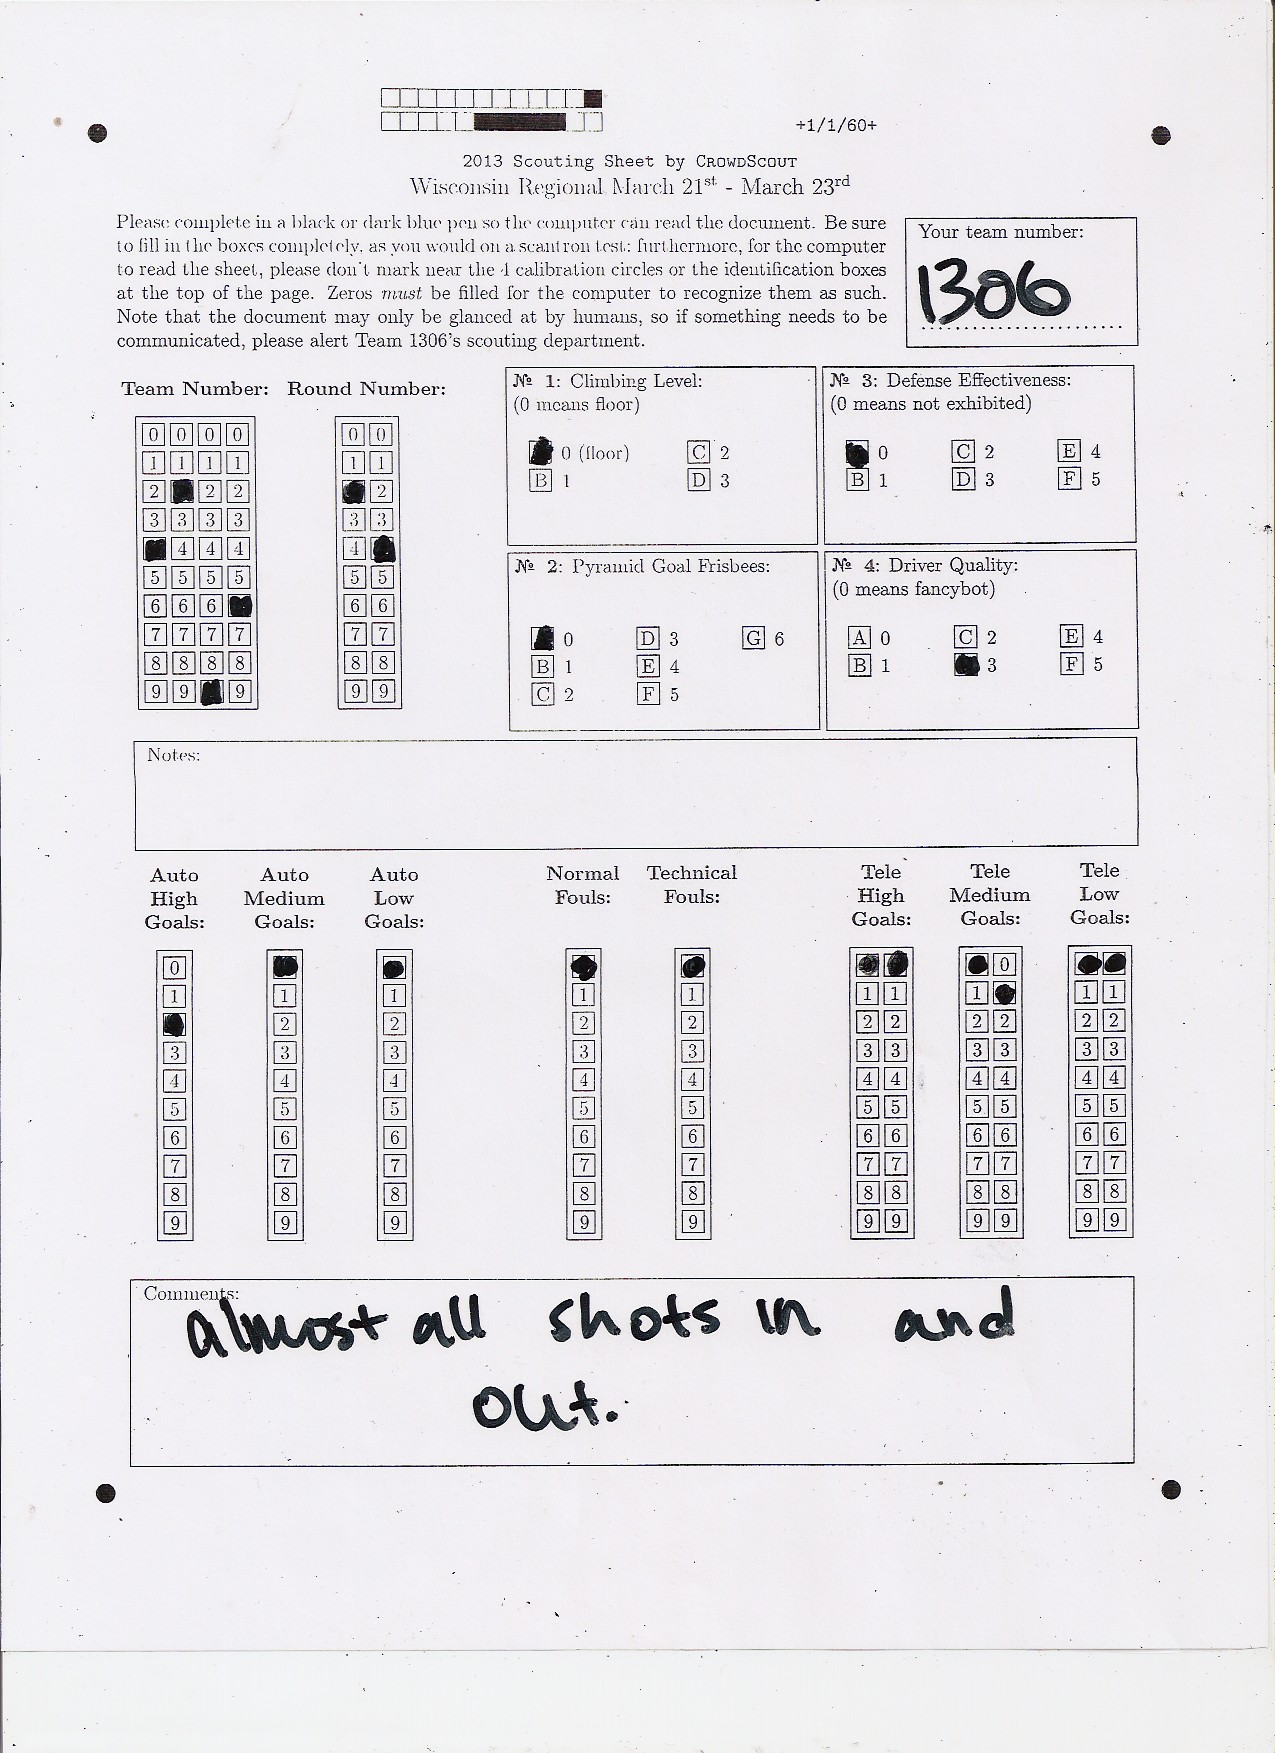 +1/1/60+
2013 Scouting Sheet by CROWDSCOUT
Wisconsin Regional March 21st - March 23rd
Please complete in a black or dark blue pen so the computer can read the document. Be sure
to fill in the boxes completely, as you would on a scantron test; furthermore, for the computer
to read the sheet, please don't mark near the 4 calibration circles or the identification boxes
at the top of the page. Zeros must be filled for the computer to recognize them as such.
Note that the document may only be glanced at by humans, so if something needs to be
communicated, please alert Team 1306's scouting department.
Your team number:
1306
Team Number: Round Number:
0 0 0 0 0 0
1 1 1 1 1 1
2 2 2 2
3 3 3 3 3 3
4 4 4 4
5 5 5 5 5 5
6 6 6 6 6
7 7 7 7 7 7
8 8 8 8 8 8
9 9 9 9 9
№ 1: Climbing Level:
(0 means floor)
0 (floor) C 2
B 1 D 3
№ 3: Defense Effectiveness:
(0 means not exhibited)
0 C 2 E 4
B 1 D 3 F 5
№ 2: Pyramid Goal Frisbees:
0 D 3 G 6
B 1 E 4
C 2 F 5
№ 4: Driver Quality:
(0 means fancybot)
A 0 C 2 E 4
B 1 3 F 5
Notes:
Auto High Goals: Auto Medium Goals: Auto Low Goals: Normal Fouls: Technical Fouls: Tele High Goals: Tele Medium Goals: Tele Low Goals:
0 0
1 1 1 1 1 1 1 1 1 1
2 2 2 2 2 2 2 2 2 2
3 3 3 3 3 3 3 3 3 3 3
4 4 4 4 4 4 4 4 4 4 4
5 5 5 5 5 5 5 5 5 5 5
6 6 6 6 6 6 6 6 6 6 6
7 7 7 7 7 7 7 7 7 7 7
8 8 8 8 8 8 8 8 8 8 8
9 9 9 9 9 9 9 9 9 9 9
Comments:
almost all shots in and
out.